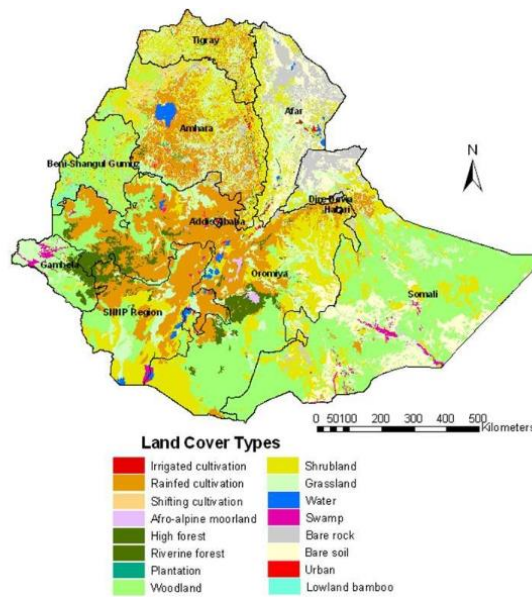 Tigray
Afar
Amhara
Beni-Shangul Gumuz
Dire Dawa
Harari
Addis Ababa
Gambela
Oromiya
Somali
SNNP Region
N
0 50100 200 300 400 500
Kilometers
Land Cover Types
Irrigated cultivation
Rainfed cultivation
Shifting cultivation
Afro-alpine moorland
High forest
Riverine forest
Plantation
Woodland
Shrubland
Grassland
Water
Swamp
Bare rock
Bare soil
Urban
Lowland bamboo